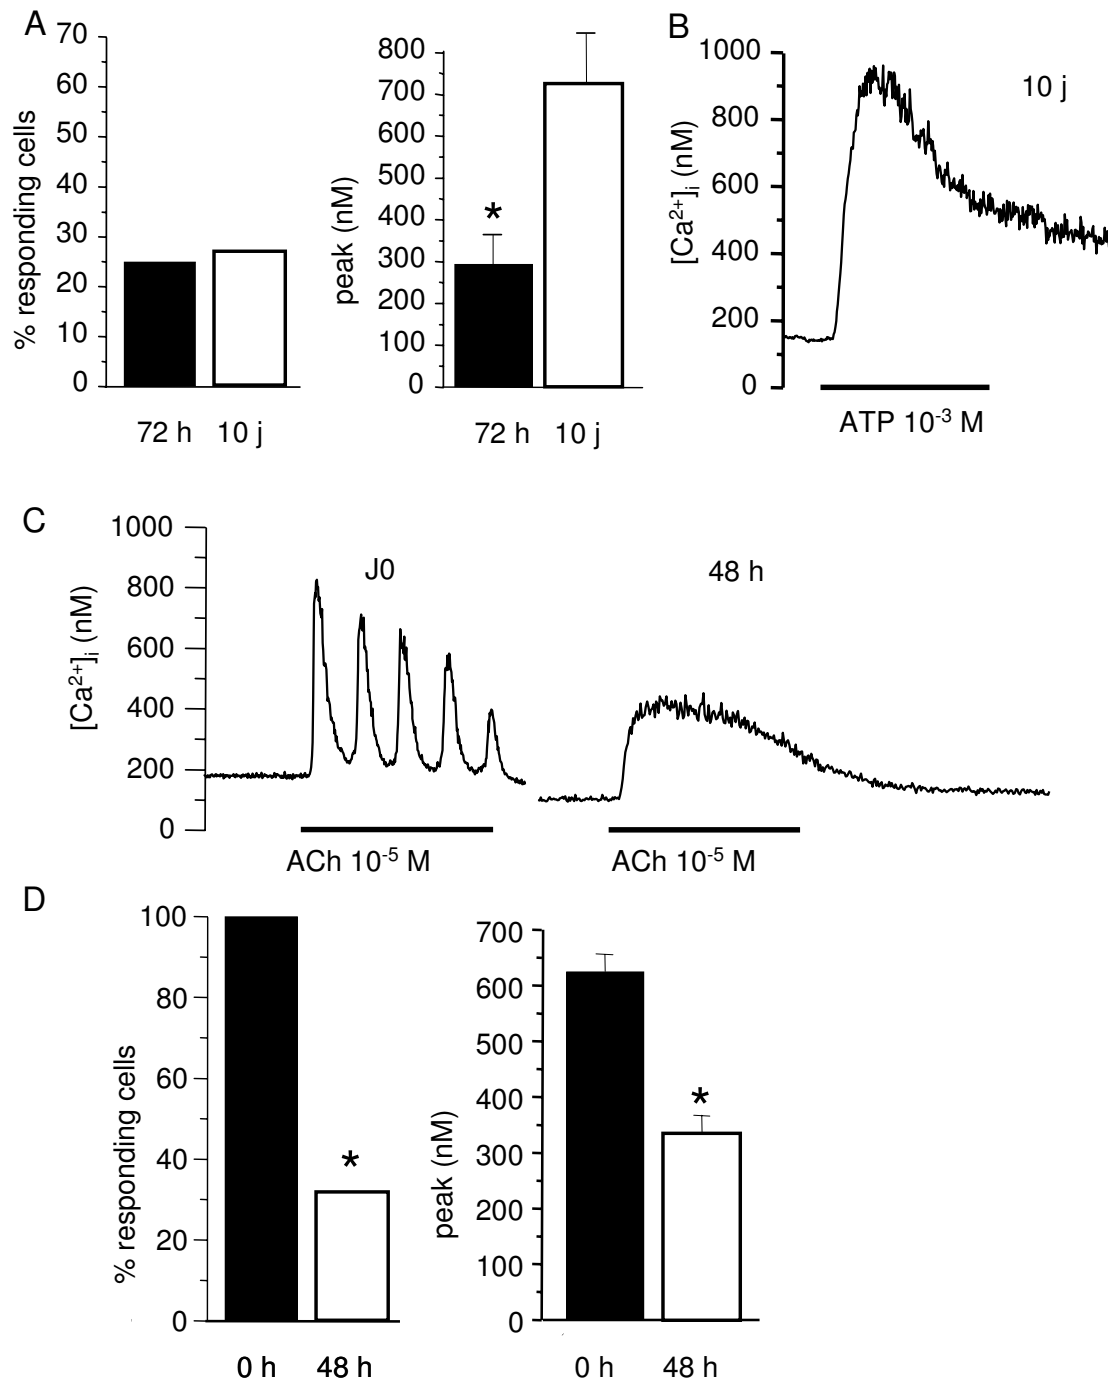 A
% responding cells
70
60
50
40
30
20
10
0
72 h 10 j
peak (nM)
800
700
600
500
400
300
200
100
0
*
72 h 10 j
B
[Ca²⁺]ᵢ (nM)
1000
800
600
400
200
0
10 j
ATP 10⁻³ M
C
[Ca²⁺]ᵢ (nM)
1000
800
600
400
200
0
J0
48 h
ACh 10⁻⁵ M
ACh 10⁻⁵ M
D
% responding cells
100
80
60
40
20
0
*
0 h 48 h
peak (nM)
700
600
500
400
300
200
100
0
*
0 h 48 h